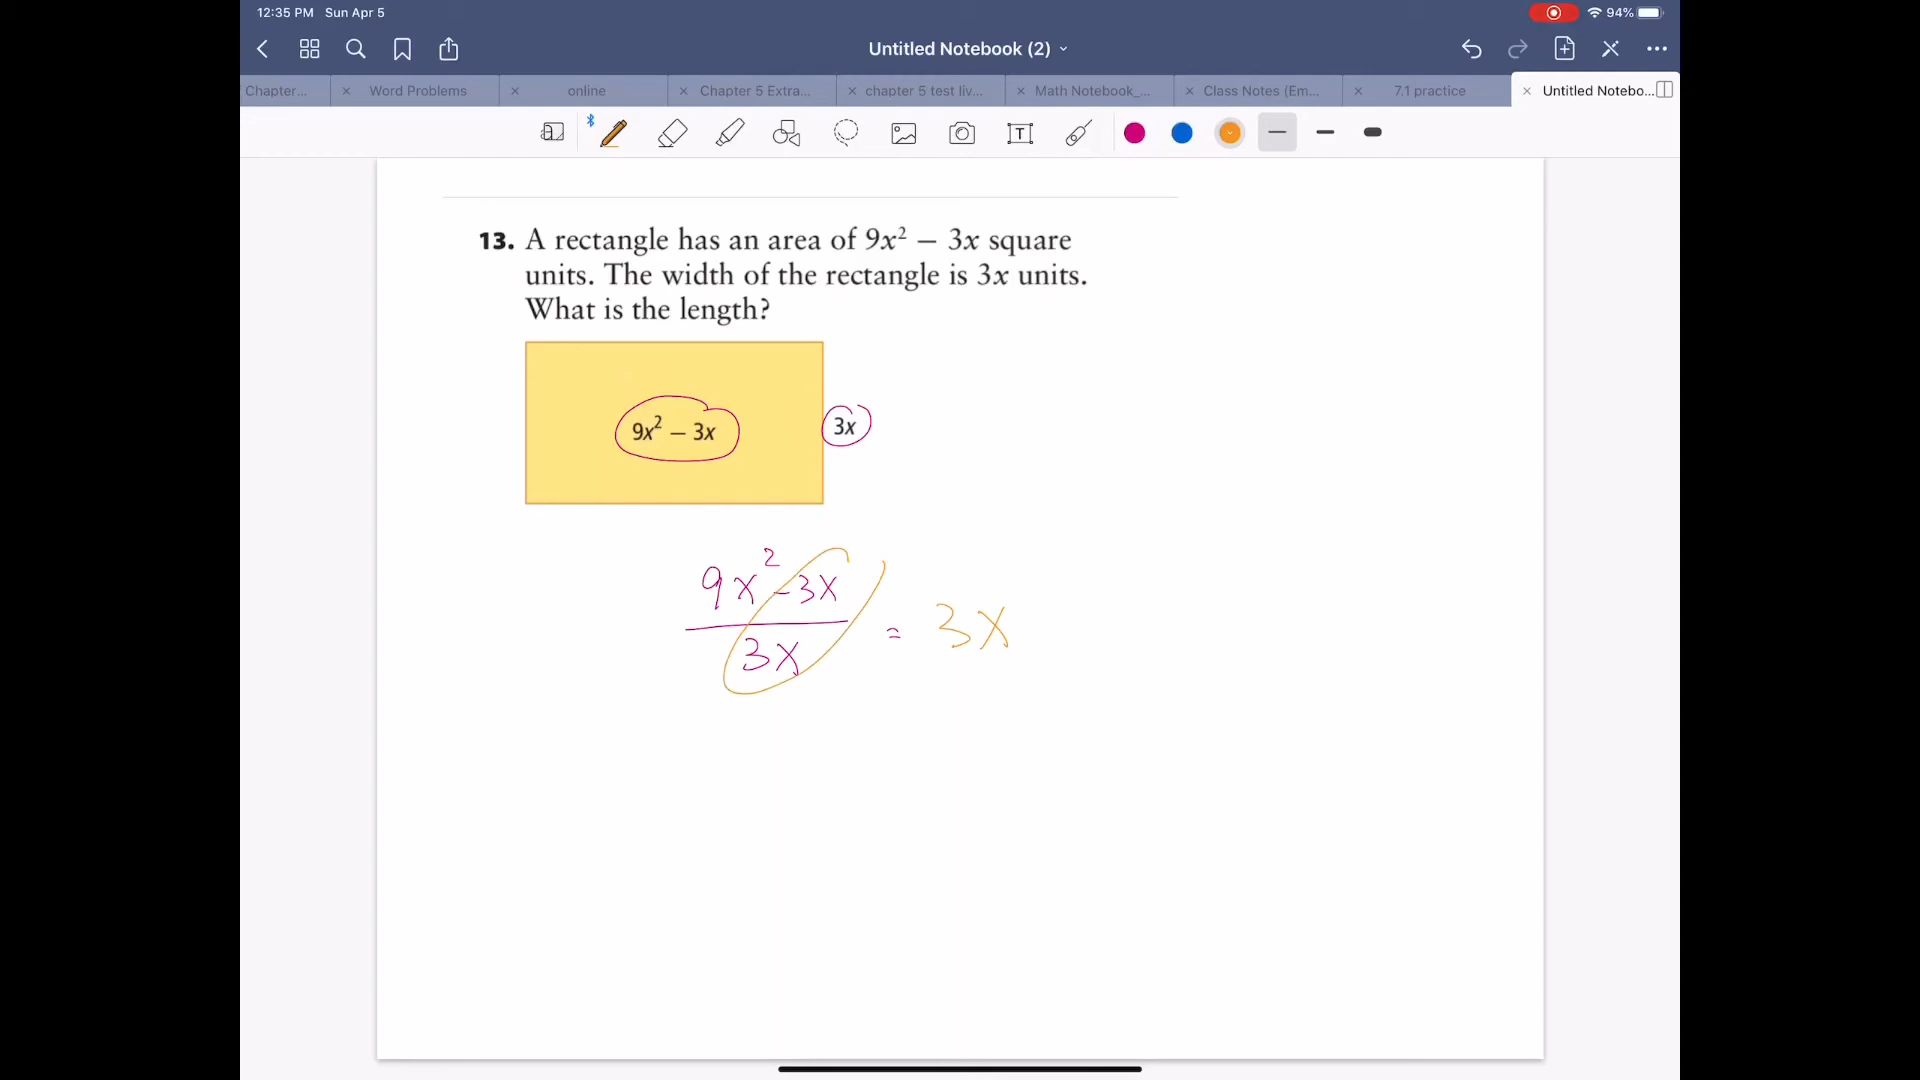 12:35 PM Sun Apr 5
94%
Untitled Notebook (2)
Chapter...
Word Problems
online
Chapter 5 Extra...
chapter 5 test liv...
Math Notebook_...
Class Notes (Em...
7.1 practice
Untitled Notebo...
13. A rectangle has an area of 9x² − 3x square
units. The width of the rectangle is 3x units.
What is the length?
9x² − 3x
3x
9x² - 3x
3x
= 3x